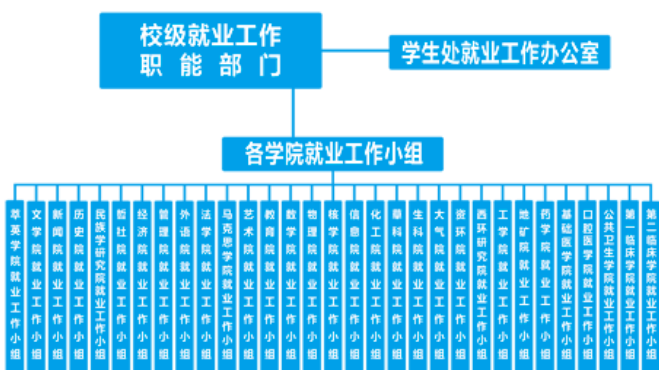 校级就业工作
职能部门
学生处就业工作办公室
各学院就业工作小组
萃英学院就业工作小组
文学院就业工作小组
新闻院就业工作小组
历史院就业工作小组
民族学研究院就业工作小组
哲社院就业工作小组
经济院就业工作小组
管理院就业工作小组
外语院就业工作小组
法学院就业工作小组
马克思学院就业工作小组
艺术院就业工作小组
教育院就业工作小组
数学院就业工作小组
物理院就业工作小组
核学院就业工作小组
信息院就业工作小组
化工院就业工作小组
草科院就业工作小组
生科院就业工作小组
大气院就业工作小组
资环院就业工作小组
西环研究院就业工作小组
工学院就业工作小组
地矿院就业工作小组
药学院就业工作小组
基础医学院就业工作小组
口腔医学院就业工作小组
公共卫生学院就业工作小组
第一临床学院就业工作小组
第二临床学院就业工作小组